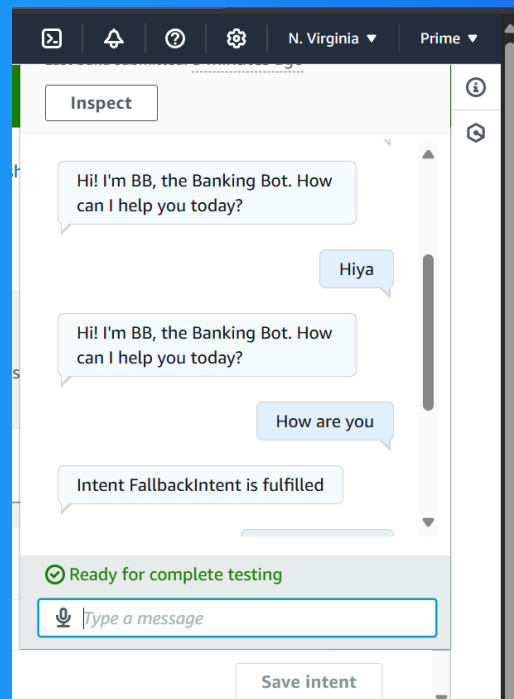 N. Virginia ▼ Prime ▼
Inspect
Hi! I'm BB, the Banking Bot. How
can I help you today?
Hiya
Hi! I'm BB, the Banking Bot. How
can I help you today?
How are you
Intent FallbackIntent is fulfilled
Ready for complete testing
Type a message
Save intent